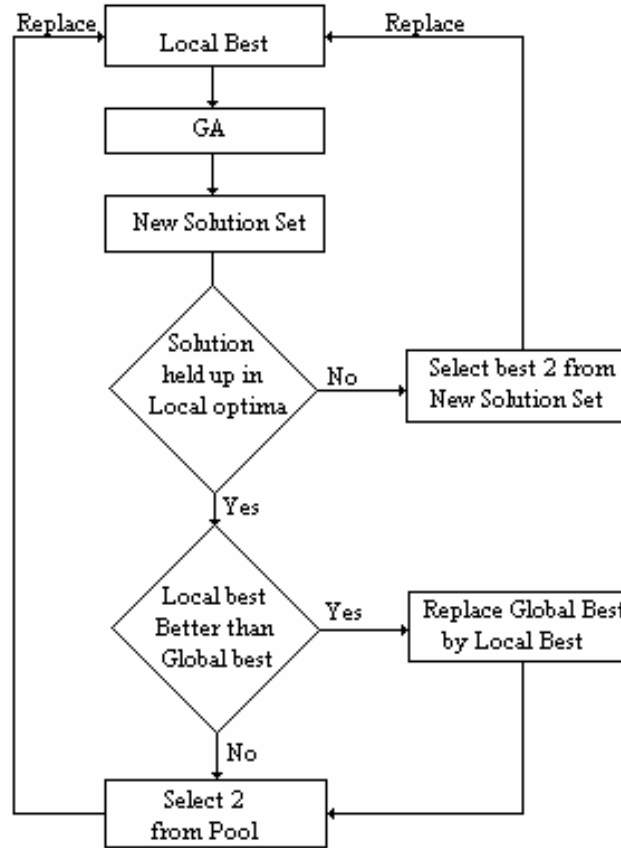 Replace
Replace
Local Best
GA
New Solution Set
Solution
held up in
Local optima
No
Select best 2 from
New Solution Set
Yes
Local best
Better than
Global best
Yes
Replace Global Best
by Local Best
No
Select 2
from Pool